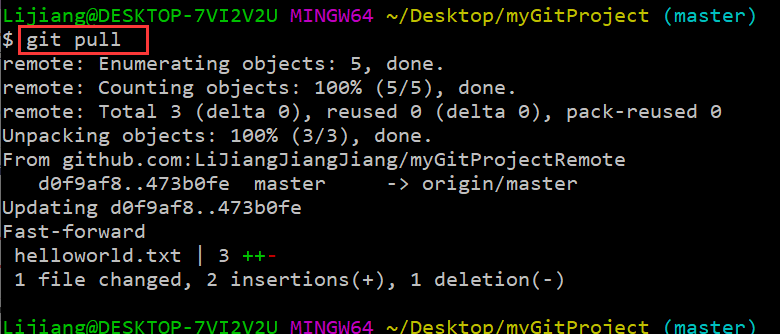 Lijiang@DESKTOP-7VI2V2U MINGW64 ~/Desktop/myGitProject (master)
$ git pull
remote: Enumerating objects: 5, done.
remote: Counting objects: 100% (5/5), done.
remote: Total 3 (delta 0), reused 0 (delta 0), pack-reused 0
Unpacking objects: 100% (3/3), done.
From github.com:LiJiangJiangJiang/myGitProjectRemote
   d0f9af8..473b0fe  master     -> origin/master
Updating d0f9af8..473b0fe
Fast-forward
 helloworld.txt | 3 ++-
 1 file changed, 2 insertions(+), 1 deletion(-)
Lijiang@DESKTOP-7VI2V2U MINGW64 ~/Desktop/myGitProject (master)